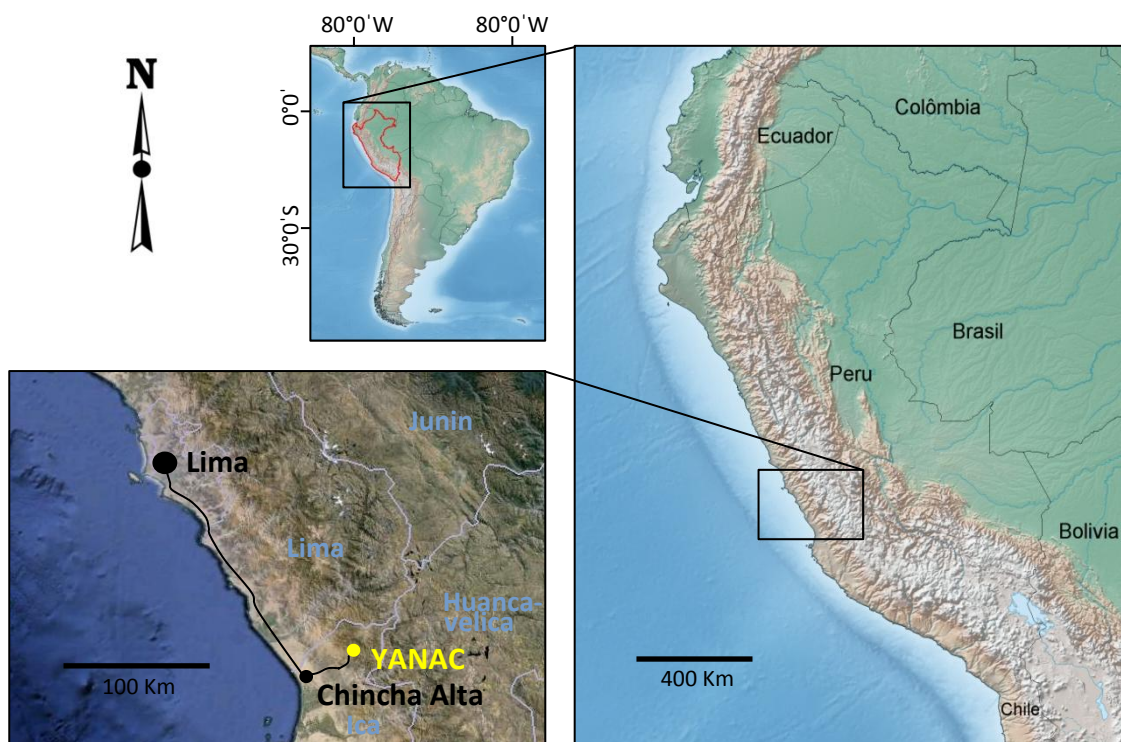 80°0'W
80°0'W
N
0°0'
30°0'S
Colômbia
Ecuador
Brasil
Peru
Bolivia
400 Km
Chile
Junin
Lima
Lima
Huanca-
velica
YANAC
100 Km
Chincha Alta
Ica